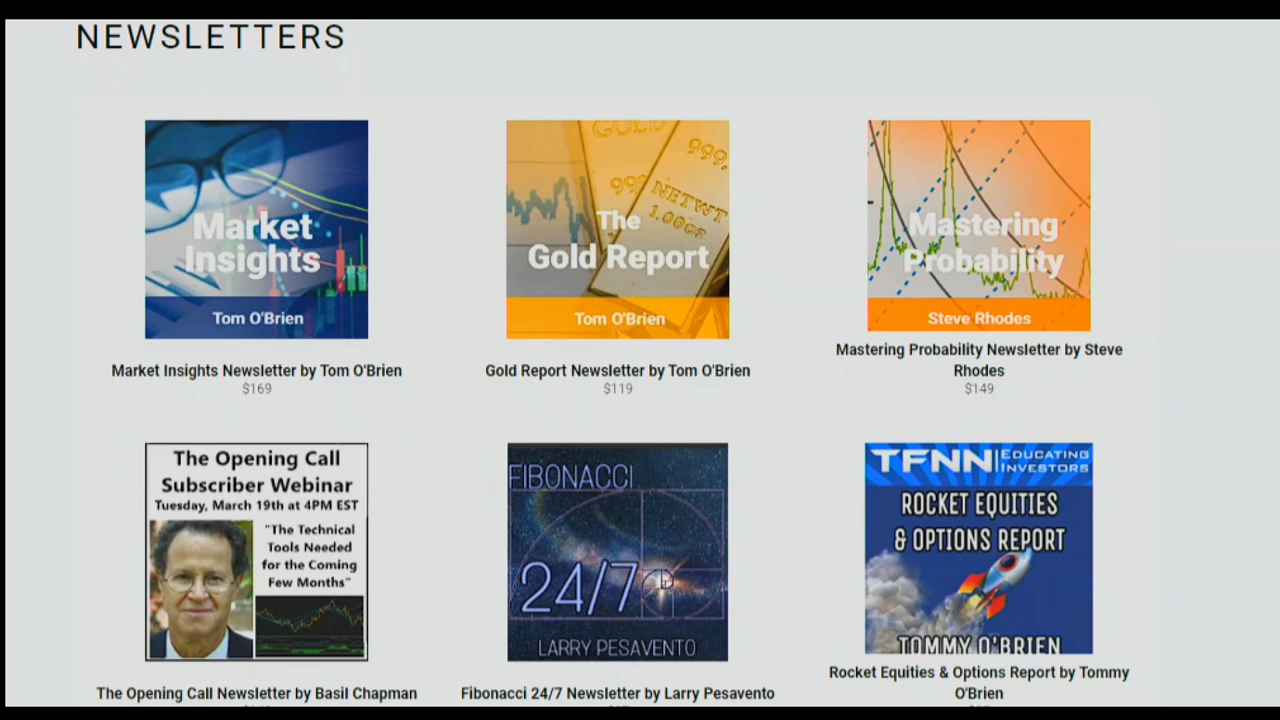 NEWSLETTERS
Market
Insights
Tom O'Brien
Market Insights Newsletter by Tom O'Brien
$169
GOLD
999.
999
NET WT
1.000Z
The
Gold Report
Tom O'Brien
Gold Report Newsletter by Tom O'Brien
$119
Mastering
Probability
Steve Rhodes
Mastering Probability Newsletter by Steve
Rhodes
$149
The Opening Call
Subscriber Webinar
Tuesday, March 19th at 4PM EST
"The Technical
Tools Needed
for the Coming
Few Months"
The Opening Call Newsletter by Basil Chapman
FIBONACCI
24/7
LARRY PESAVENTO
Fibonacci 24/7 Newsletter by Larry Pesavento
TFNN EDUCATING
INVESTORS
ROCKET EQUITIES
& OPTIONS REPORT
TOMMY O'BRIEN
Rocket Equities & Options Report by Tommy
O'Brien